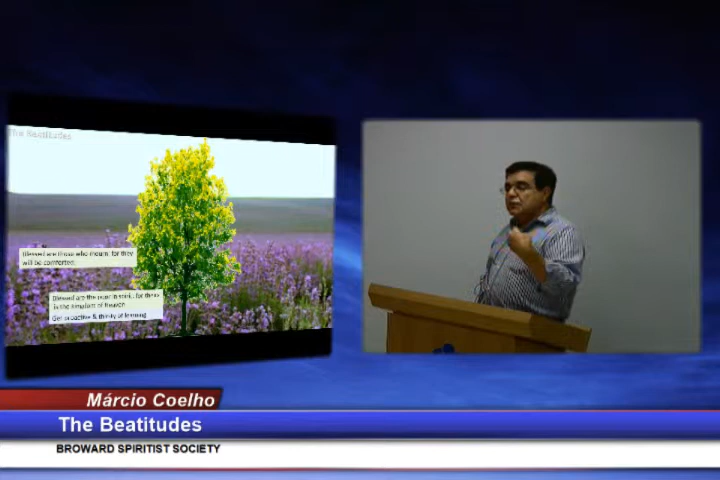 The Beatitudes
Blessed are those who mourn for they
will be comforted.
Blessed are the poor in spirit, for theirs
is the Kingdom of Heaven
Get proactive & thirsty of learning
Márcio Coelho
The Beatitudes
BROWARD SPIRITIST SOCIETY